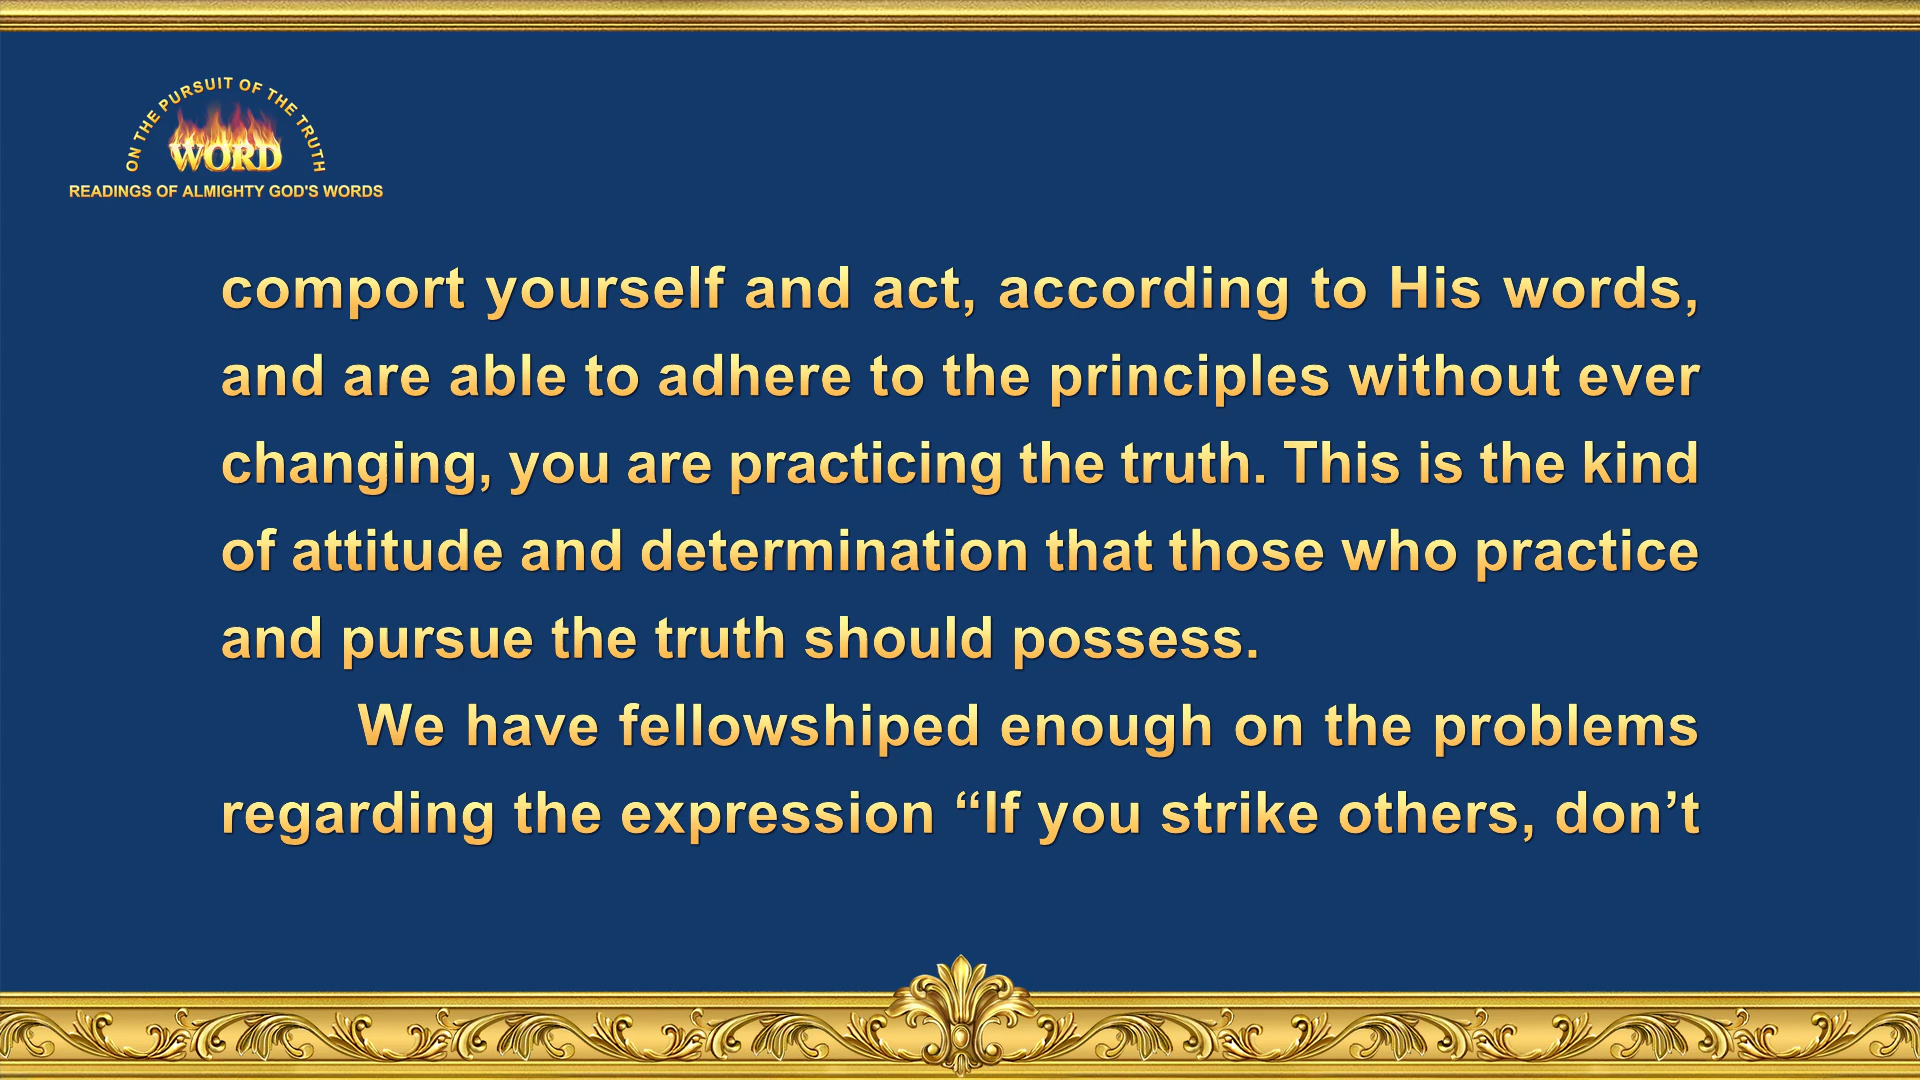 ON THE PURSUIT OF THE TRUTH
WORD
READINGS OF ALMIGHTY GOD'S WORDS
comport yourself and act, according to His words,
and are able to adhere to the principles without ever
changing, you are practicing the truth. This is the kind
of attitude and determination that those who practice
and pursue the truth should possess.
We have fellowshiped enough on the problems
regarding the expression “If you strike others, don’t